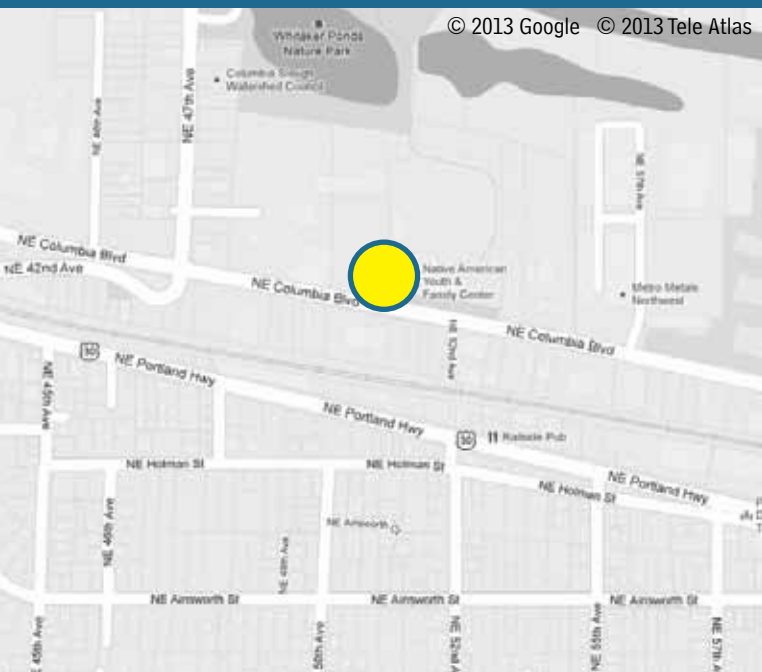 © 2013 Google © 2013 Tele Atlas
Whitaker Ponds
Nature Park
Columbia Slough
Watershed Council
NE 46th Ave
NE 47th Ave
NE 57th Ave
NE Columbia Blvd
NE 42nd Ave
NE Columbia Blvd
Native American
Youth &
Family Center
Metro Metals
Northwest
NE Columbia Blvd
NE 52nd Ave
30
NE Portland Hwy
NE 45th Ave
NE Portland Hwy
30
Railside Pub
NE Holman St
NE Holman St
NE Portland Hwy
NE Holman St
NE 46th Ave
NE Ainsworth
NE 49th Ave
NE Ainsworth St
NE Ainsworth St
NE Ainsworth St
45th Ave
50th Ave
NE 52nd A
NE 55th Ave
NE 57th A